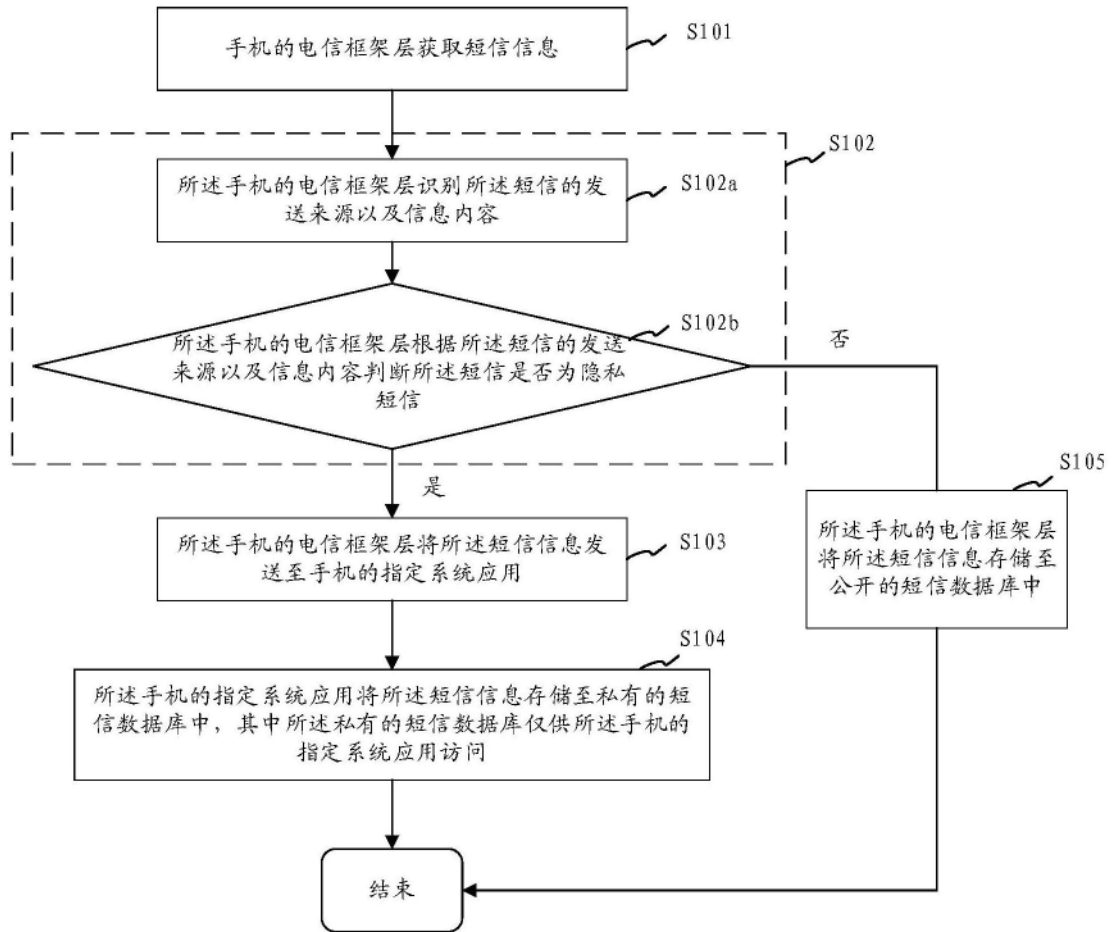 手机的电信框架层获取短信信息
S101
S102
所述手机的电信框架层识别所述短信的发
送来源以及信息内容
S102a
所述手机的电信框架层根据所述短信的发送
来源以及信息内容判断所述短信是否为隐私
短信
S102b
否
是
所述手机的电信框架层将所述短信信息发
送至手机的指定系统应用
S103
S105
所述手机的电信框架层
将所述短信信息存储至
公开的短信数据库中
S104
所述手机的指定系统应用将所述短信信息存储至私有的短
信数据库中，其中所述私有的短信数据库仅供所述手机的
指定系统应用访问
结束